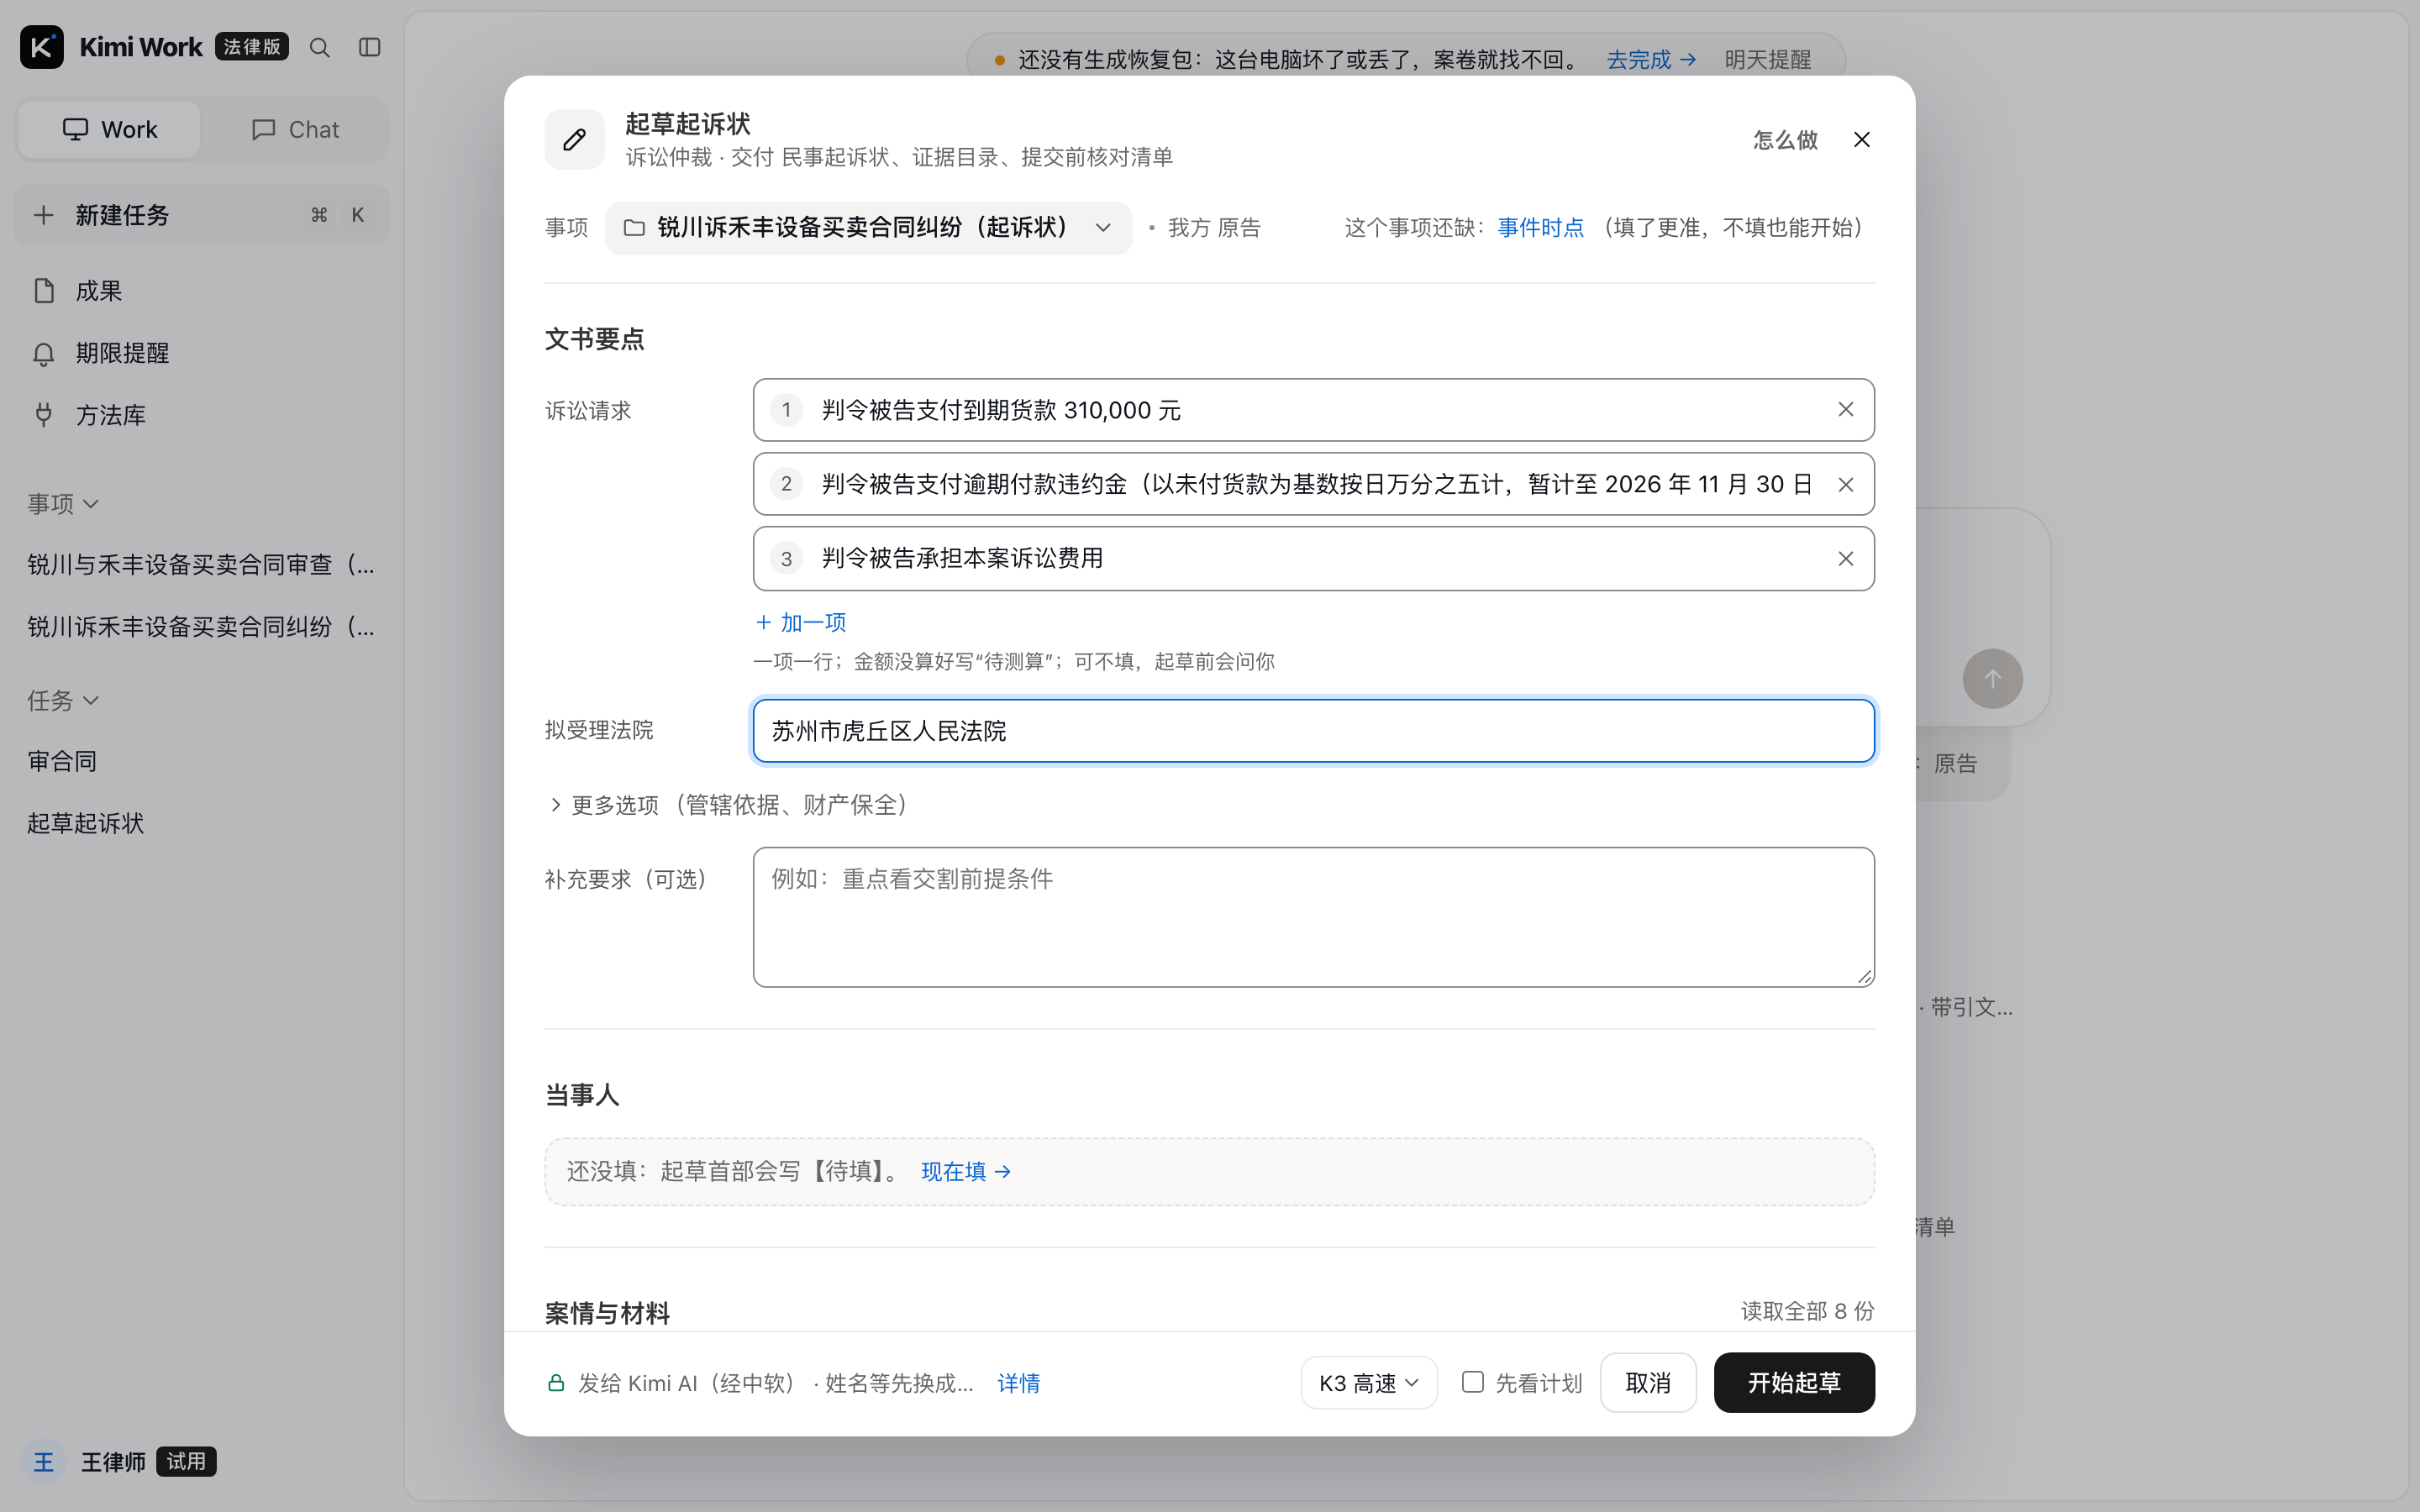 Kimi Work 法律版
Work
Chat
新建任务 ⌘ K
成果
期限提醒
方法库
事项
锐川与禾丰设备买卖合同审查（...
锐川诉禾丰设备买卖合同纠纷（...
任务
审合同
起草起诉状
王 王律师 试用
还没有生成恢复包：这台电脑坏了或丢了，案卷就找不回。 去完成 → 明天提醒
起草起诉状
诉讼仲裁 · 交付 民事起诉状、证据目录、提交前核对清单
怎么做
事项 锐川诉禾丰设备买卖合同纠纷（起诉状） • 我方 原告 这个事项还缺：事件时点 （填了更准，不填也能开始）
文书要点
诉讼请求
1 判令被告支付到期货款 310,000 元
2 判令被告支付逾期付款违约金（以未付货款为基数按日万分之五计，暂计至 2026 年 11 月 30 日
3 判令被告承担本案诉讼费用
+ 加一项
一项一行；金额没算好写“待测算”；可不填，起草前会问你
拟受理法院 苏州市虎丘区人民法院
更多选项 （管辖依据、财产保全）
补充要求（可选） 例如：重点看交割前提条件
当事人
还没填：起草首部会写【待填】。 现在填 →
案情与材料 读取全部 8 份
发给 Kimi AI（经中软） · 姓名等先换成... 详情
K3 高速
先看计划
取消
开始起草
：原告
· 带引文...
清单